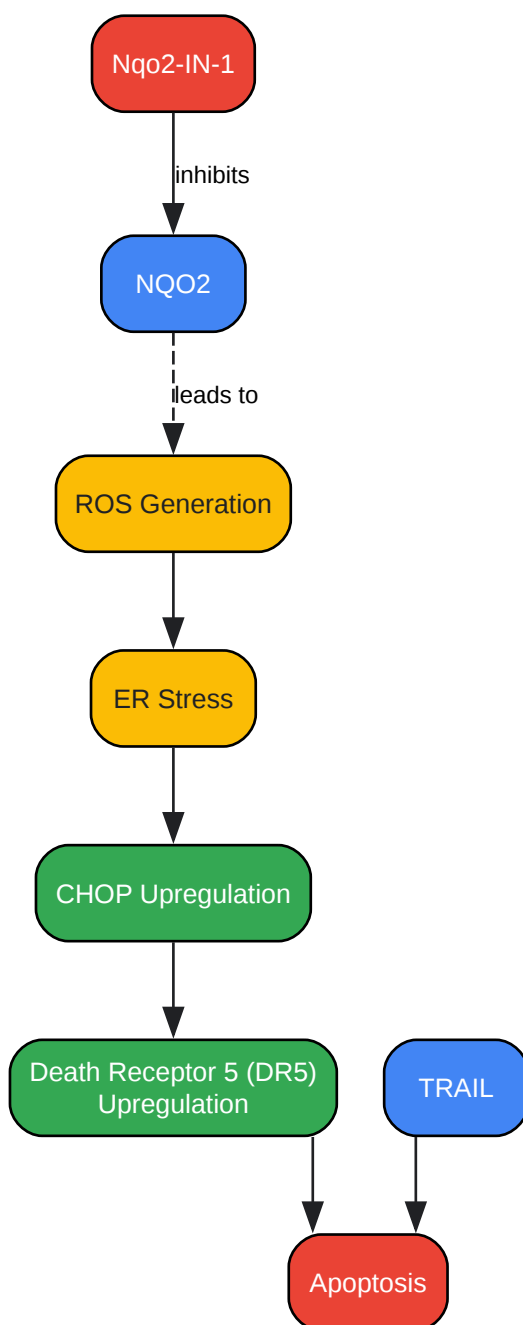 Nqo2-IN-1
inhibits
NQO2
leads to
ROS Generation
ER Stress
CHOP Upregulation
Death Receptor 5 (DR5)
Upregulation
TRAIL
Apoptosis